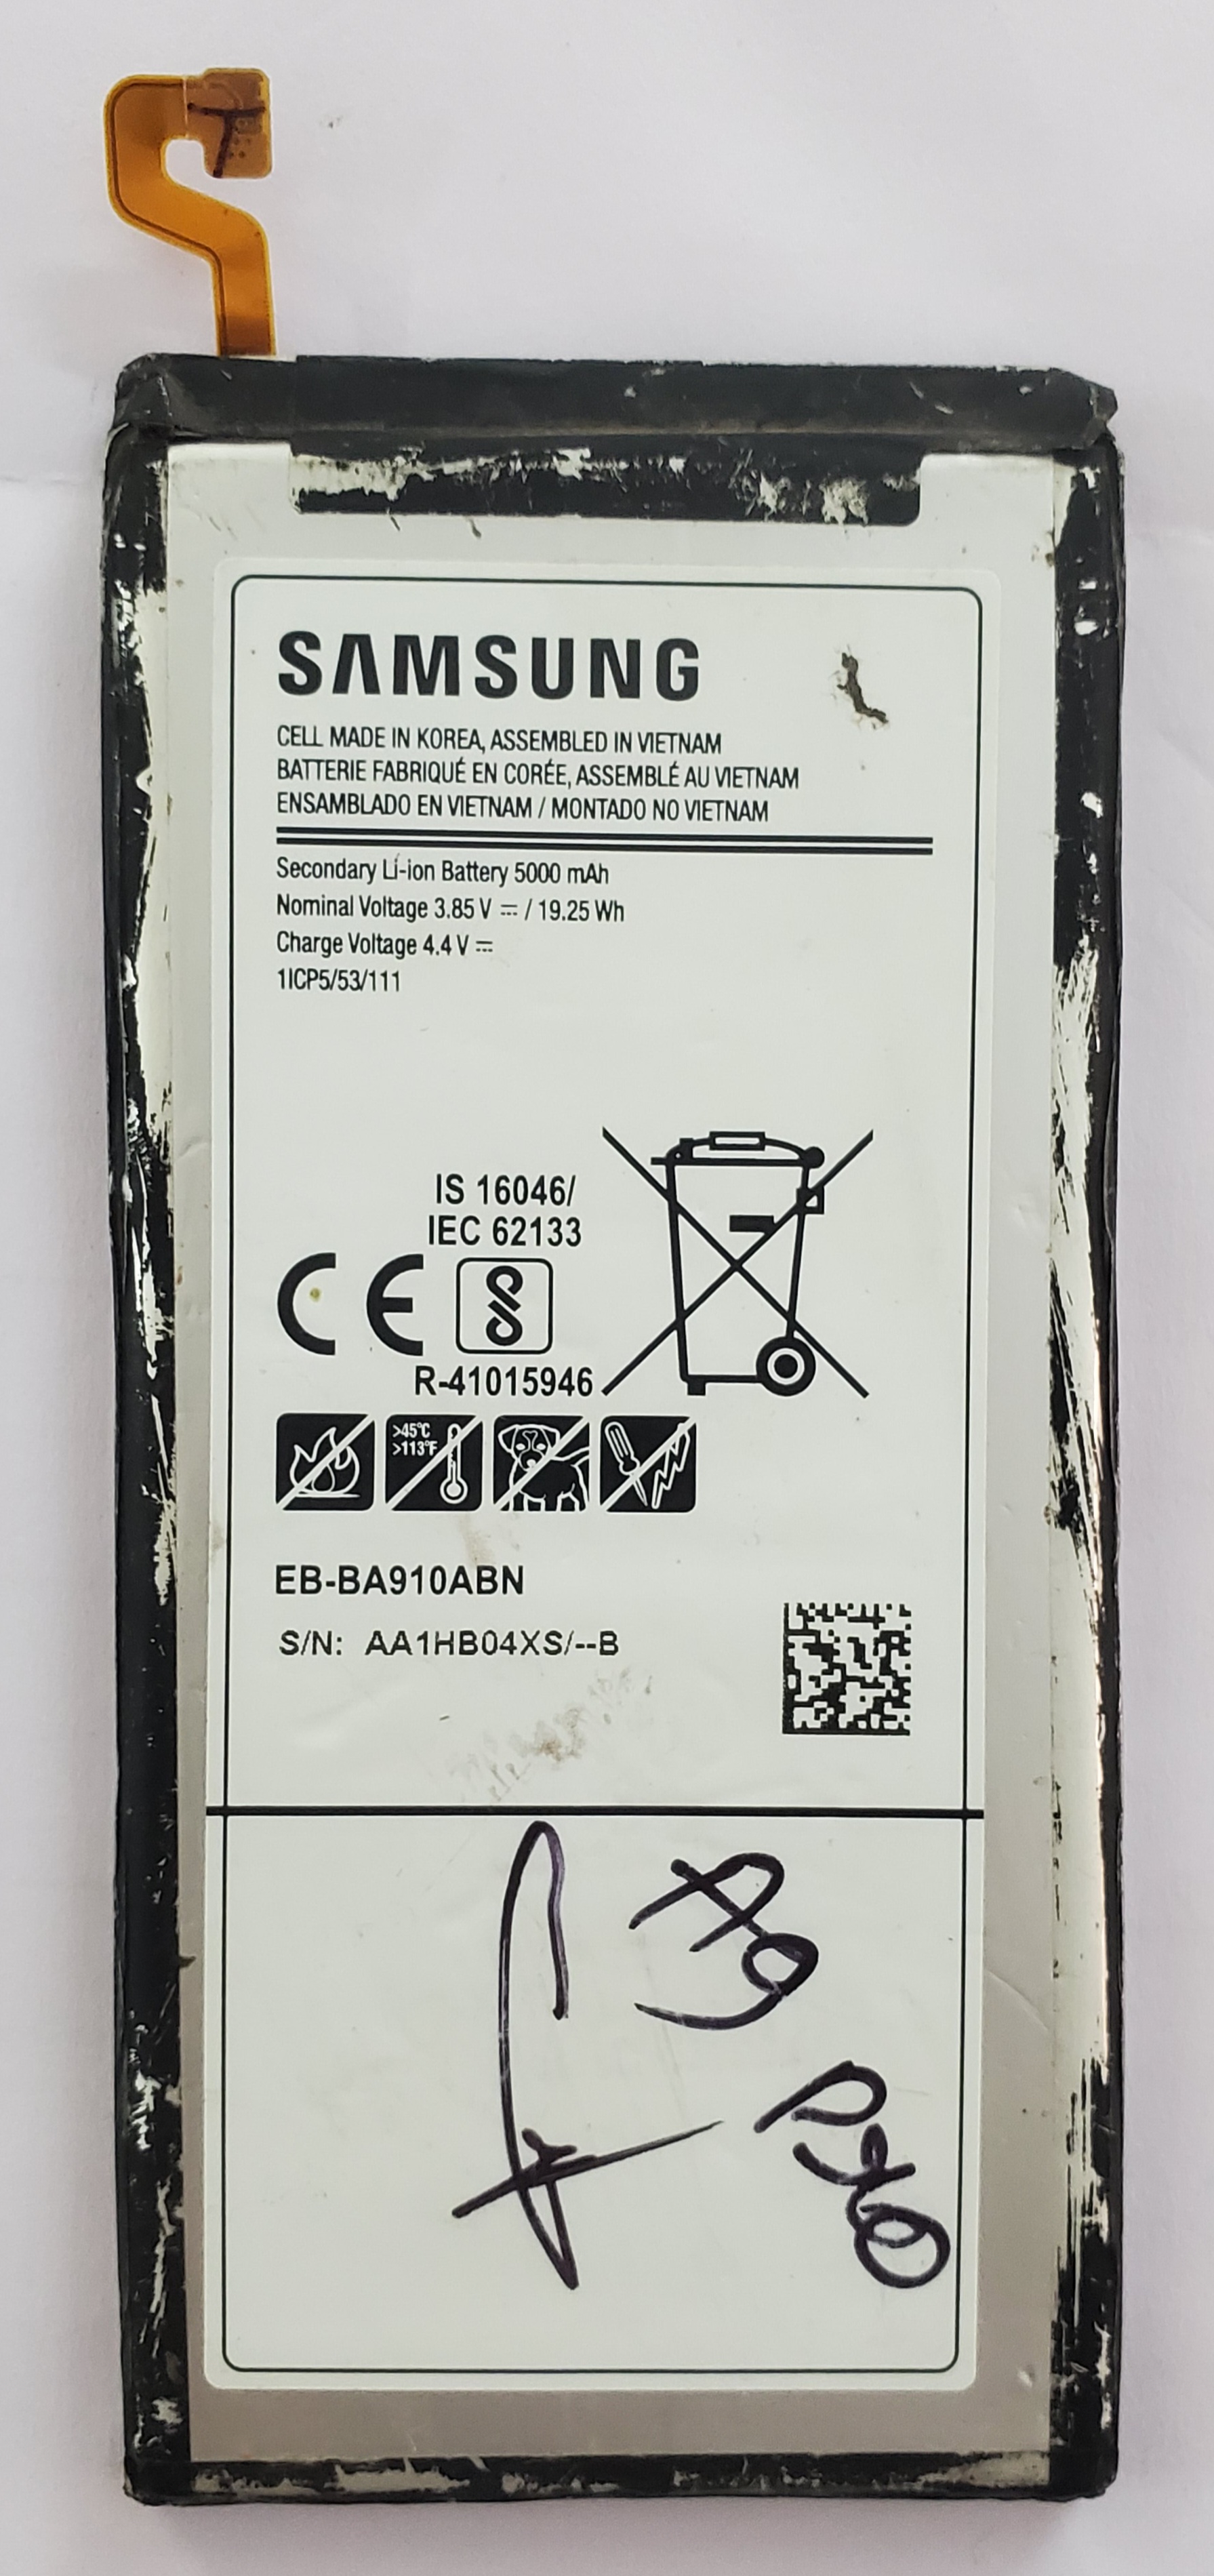 SAMSUNG
CELL MADE IN KOREA, ASSEMBLED IN VIETNAM
BATTERIE FABRIQUÉ EN CORÉE, ASSEMBLÉ AU VIETNAM
ENSAMBLADO EN VIETNAM / MONTADO NO VIETNAM
Secondary Li-ion Battery 5000 mAh
Nominal Voltage 3.85 V ⎓ / 19.25 Wh
Charge Voltage 4.4 V ⎓
1ICP5/53/111
IS 16046/
IEC 62133
CE
R-41015946
>45°C
>113°F
EB-BA910ABN
S/N: AA1HB04XS/--B
A9
Pro